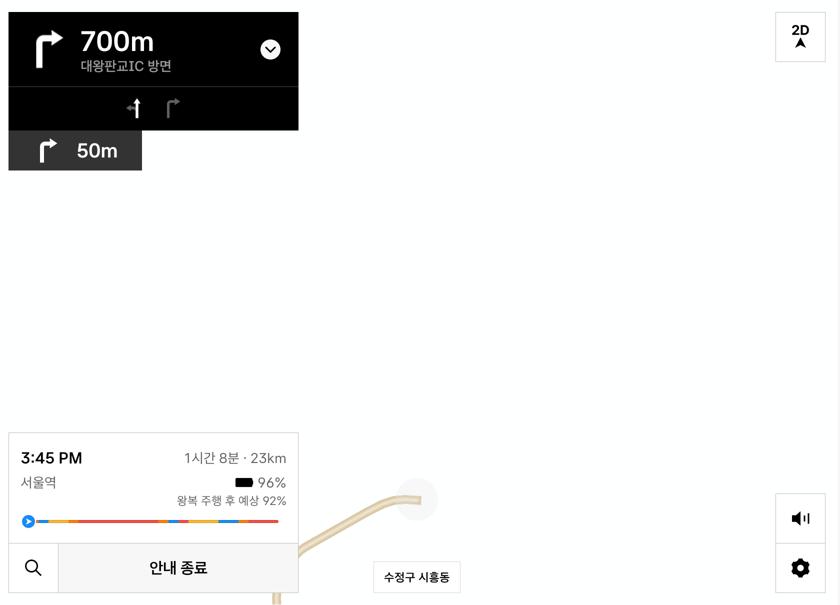 700m
대왕판교IC 방면
50m
2D
3:45 PM
1시간 8분 · 23km
서울역
96%
왕복 주행 후 예상 92%
안내 종료
수정구 시흥동